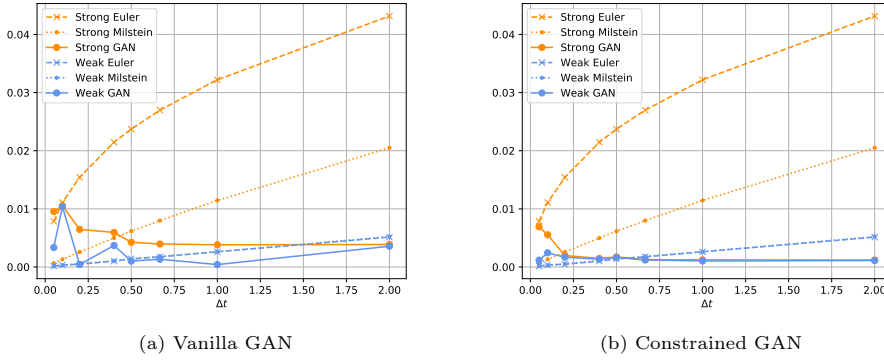 Strong Euler
Strong Milstein
Strong GAN
Weak Euler
Weak Milstein
Weak GAN
0.04
0.03
0.02
0.01
0.00
0.00 0.25 0.50 0.75 1.00 1.25 1.50 1.75 2.00
Δt
(a) Vanilla GAN
Strong Euler
Strong Milstein
Strong GAN
Weak Euler
Weak Milstein
Weak GAN
0.04
0.03
0.02
0.01
0.00
0.00 0.25 0.50 0.75 1.00 1.25 1.50 1.75 2.00
Δt
(b) Constrained GAN